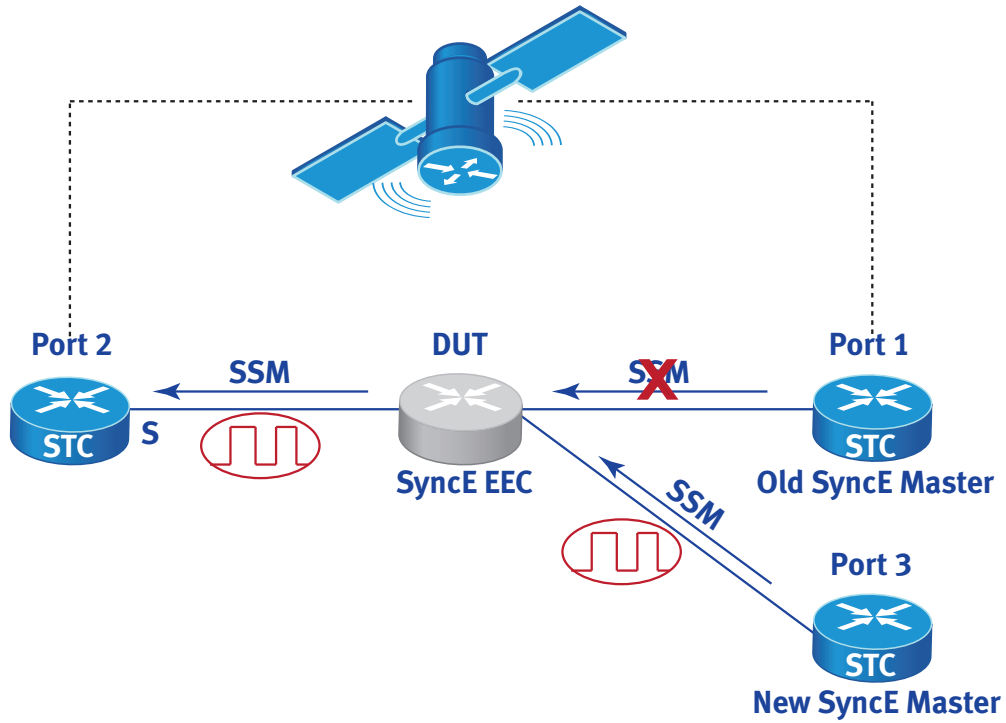 Port 2
DUT
Port 1
SSM
SSM
X
STC
S
STC
SyncE EEC
Old SyncE Master
SSM
Port 3
STC
New SyncE Master